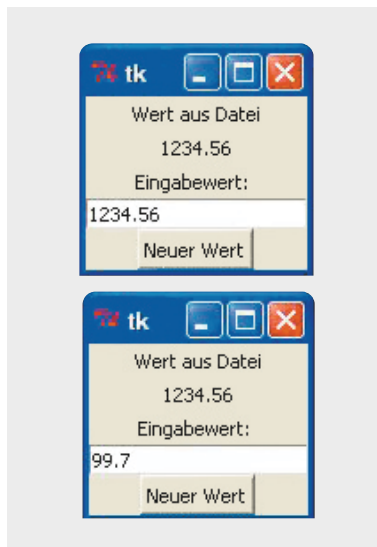 tk
Wert aus Datei
1234.56
Eingabewert:
1234.56
Neuer Wert
tk
Wert aus Datei
1234.56
Eingabewert:
99.7
Neuer Wert